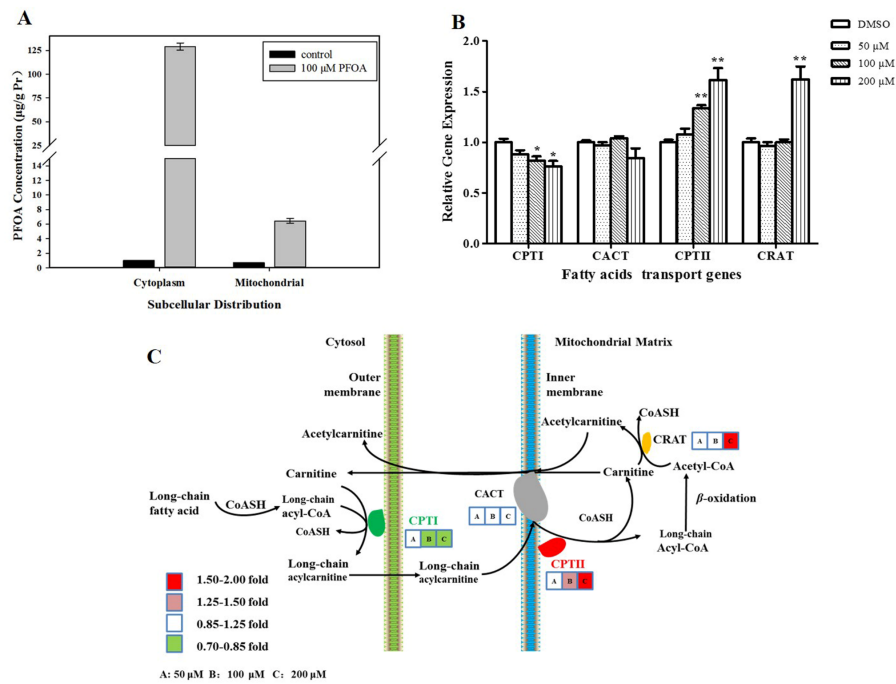 A
PFOA Concentration (µg/g Pr)
125
100
75
50
25
14
12
10
8
6
4
2
0
control
100 µM PFOA
Cytoplasm
Mitochondrial
Subcellular Distribution
B
Relative Gene Expression
2.0
1.5
1.0
0.5
0.0
* * ** ** **
CPTI CACT CPTII CRAT
Fatty acids transport genes
DMSO
50 µM
100 µM
200 µM
C
Cytosol
Mitochondrial Matrix
Outer
membrane
Inner
membrane
Acetylcarnitine
Acetylcarnitine
CoASH
CRAT
A B C
Carnitine
Carnitine
Acetyl-CoA
Long-chain
fatty acid
CoASH
Long-chain
acyl-CoA
CoASH
CPTI
A B C
CACT
A B C
CoASH
β-oxidation
Long-chain
Acyl-CoA
Long-chain
acylcarnitine
Long-chain
acylcarnitine
CPTII
A B C
1.50-2.00 fold
1.25-1.50 fold
0.85-1.25 fold
0.70-0.85 fold
A: 50 µM B: 100 µM C: 200 µM